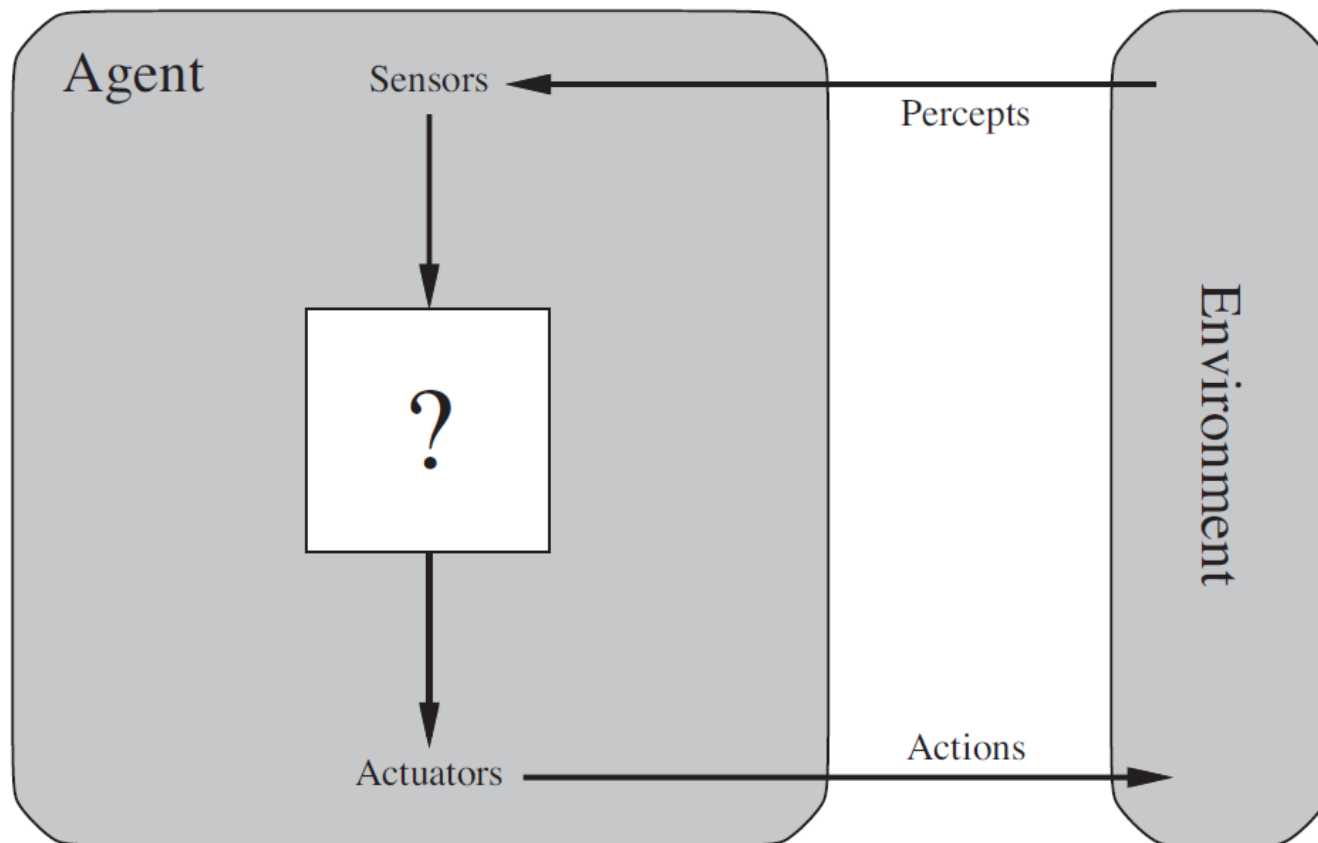 Agent
Sensors
Percepts
?
Environment
Actions
Actuators